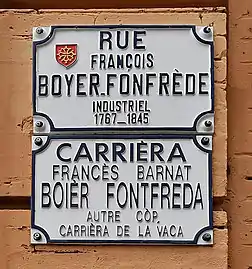 RUE
FRANÇOIS
BOYER-FONFRÈDE
INDUSTRIEL
1767_1845
CARRIÈRA
FRANCÉS BARNAT
BOIÈR FONTFREDA
AUTRE CÒP
CARRIÈRA DE LA VACA